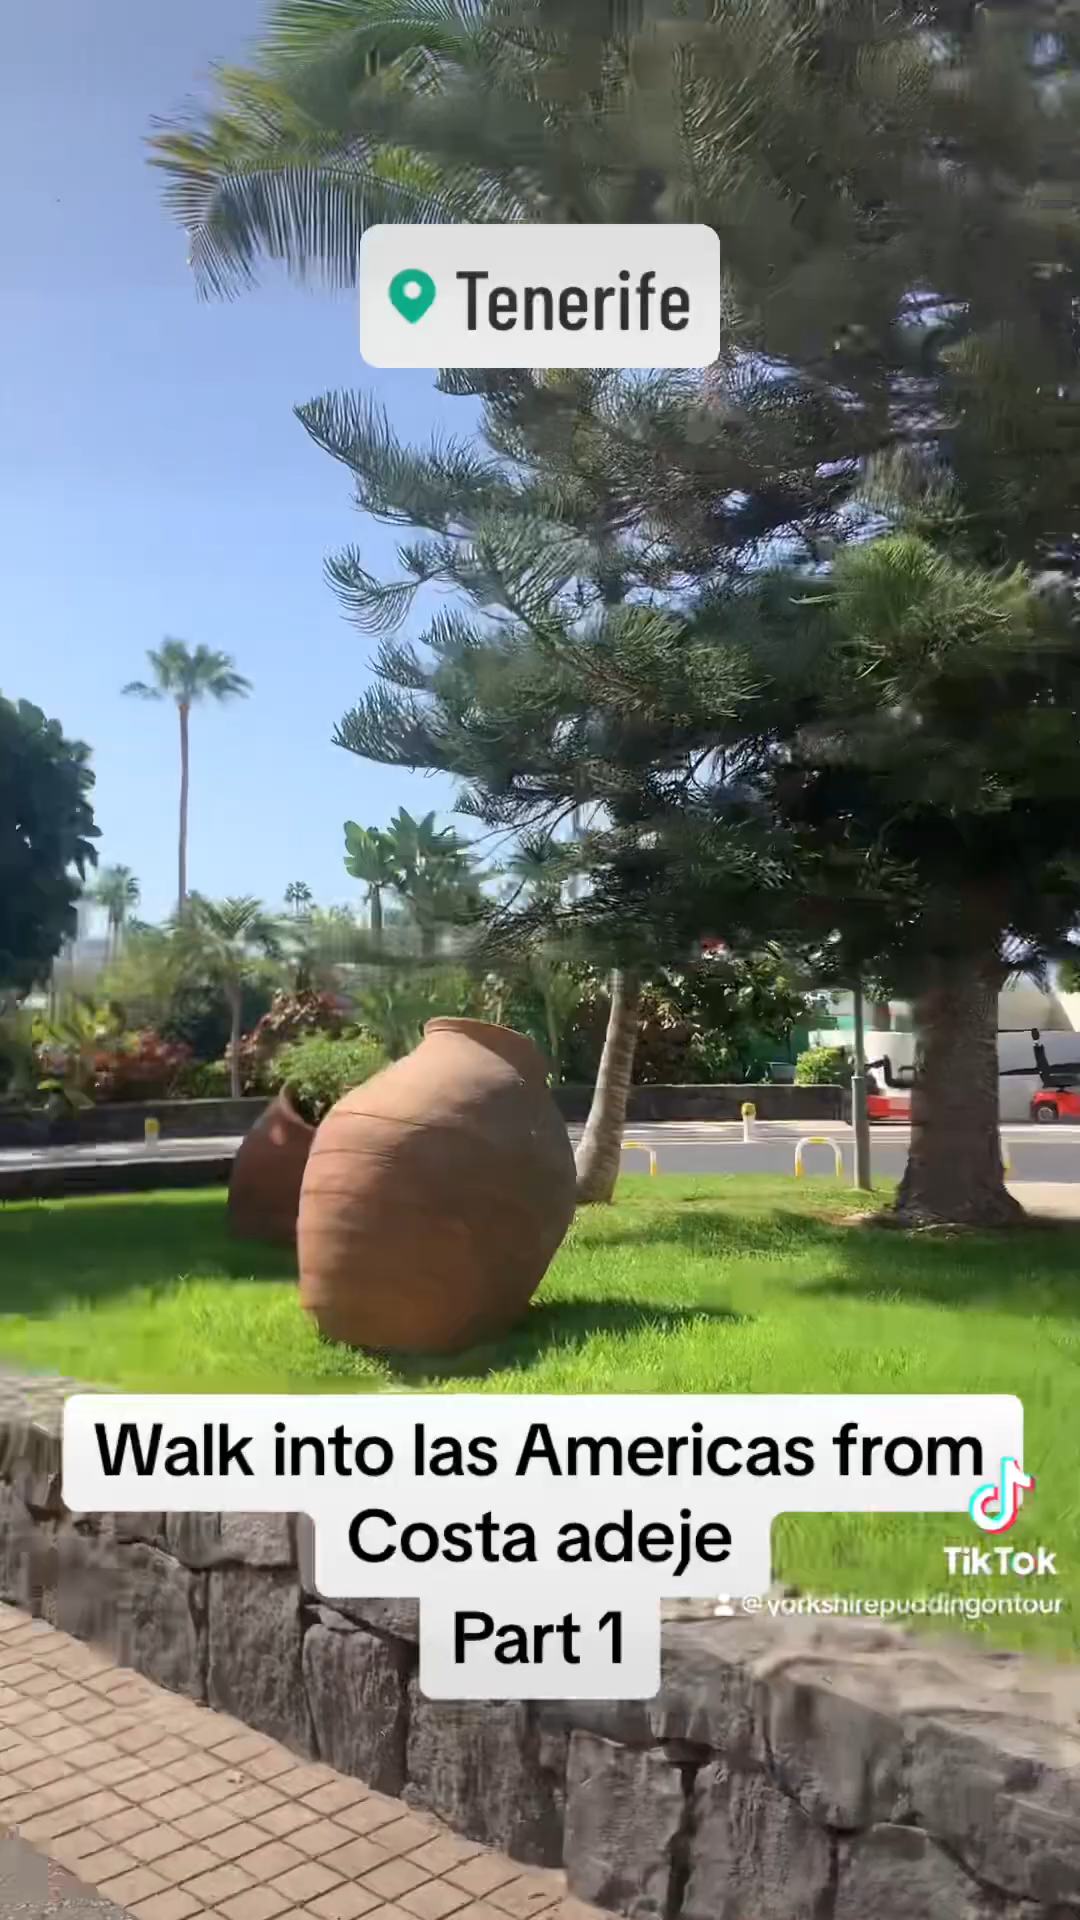 Tenerife
Walk into las Americas from
Costa adeje
Part 1
TikTok
@yorkshirepuddingontour